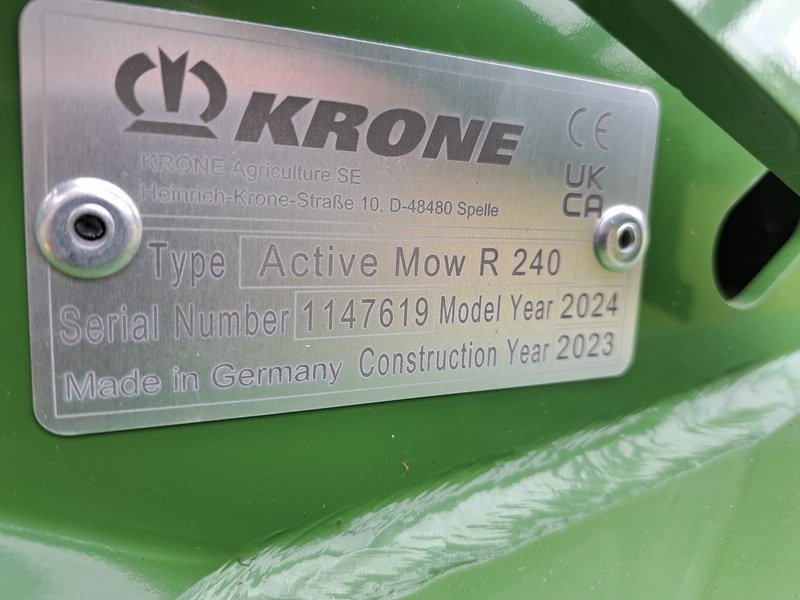 KRONE
CE
KRONE Agriculture SE
Heinrich-Krone-Straße 10, D-48480 Spelle
UK
CA
Type Active Mow R 240
Serial Number 1147619 Model Year 2024
Made in Germany Construction Year 2023